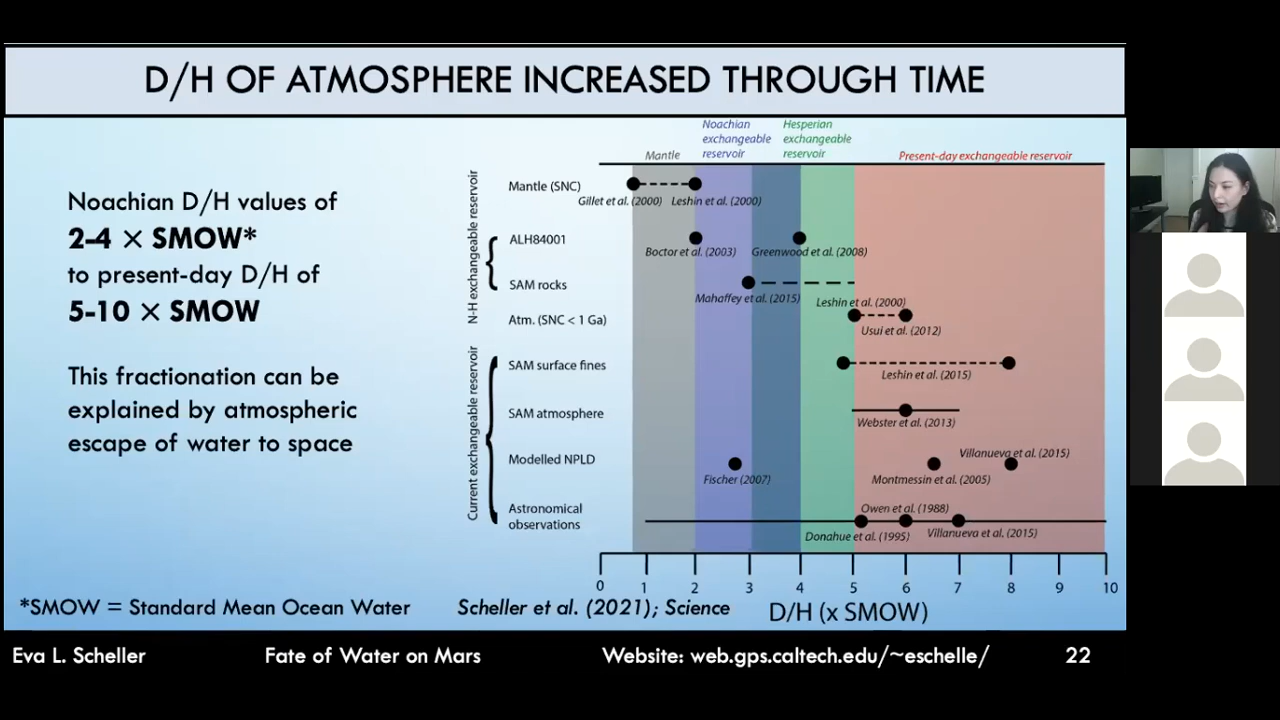 D/H OF ATMOSPHERE INCREASED THROUGH TIME
Noachian D/H values of
2-4 × SMOW*
to present-day D/H of
5-10 × SMOW
This fractionation can be
explained by atmospheric
escape of water to space
*SMOW = Standard Mean Ocean Water
Mantle
Noachian
exchangeable
reservoir
Hesperian
exchangeable
reservoir
Present-day exchangeable reservoir
N-H exchangeable reservoir
Mantle (SNC)
Gillet et al. (2000)
Leshin et al. (2000)
ALH84001
Boctor et al. (2003)
Greenwood et al. (2008)
SAM rocks
Mahaffey et al. (2015)
Leshin et al. (2000)
Atm. (SNC < 1 Ga)
Usui et al. (2012)
Current exchangeable reservoir
SAM surface fines
Leshin et al. (2015)
SAM atmosphere
Webster et al. (2013)
Modelled NPLD
Villanueva et al. (2015)
Fischer (2007)
Montmessin et al. (2005)
Astronomical
observations
Owen et al. (1988)
Donahue et al. (1995)
Villanueva et al. (2015)
0 1 2 3 4 5 6 7 8 9 10
D/H (x SMOW)
Scheller et al. (2021); Science
Eva L. Scheller
Fate of Water on Mars
Website: web.gps.caltech.edu/~eschelle/
22